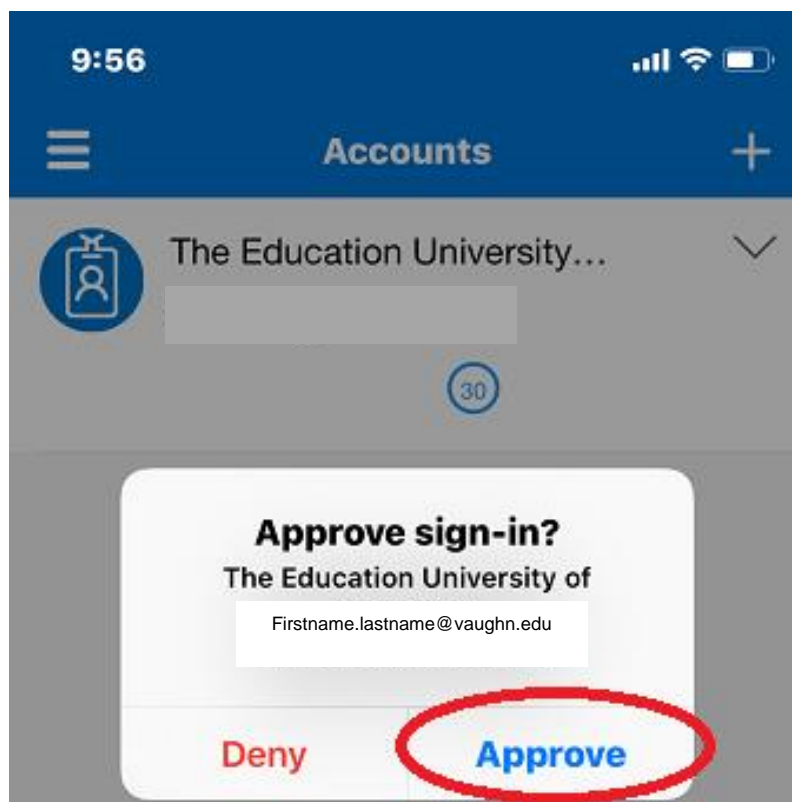 9:56
Accounts
The Education University...
30
Approve sign-in?
The Education University of
Firstname.lastname@vaughn.edu
Deny Approve